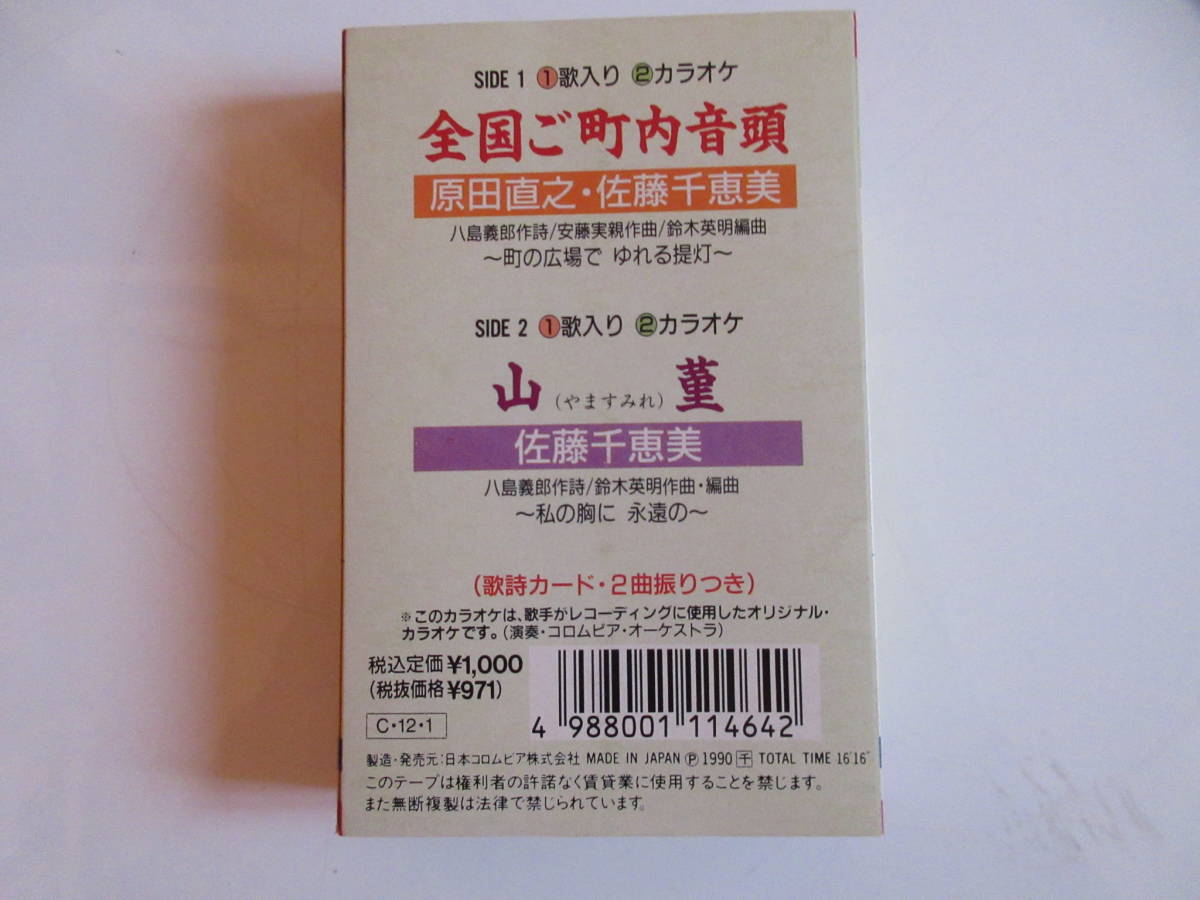 SIDE 1 ①歌入り ②カラオケ
全国ご町内音頭
原田直之・佐藤千恵美
八島義郎作詩/安藤実親作曲/鈴木英明編曲
〜町の広場で ゆれる提灯〜
SIDE 2 ①歌入り ②カラオケ
山(やますみれ)菫
佐藤千恵美
八島義郎作詩/鈴木英明作曲・編曲
〜私の胸に 永遠の〜
(歌詩カード・2曲振りつき)
※このカラオケは、歌手がレコーディングに使用したオリジナル・
カラオケです。(演奏・コロムビア・オーケストラ)
税込定価¥1,000
(税抜価格¥971)
C・12・1
4 988001 114642
製造・発売元:日本コロムビア株式会社 MADE IN JAPAN Ⓟ1990 千 TOTAL TIME 16'16"
このテープは権利者の許諾なく賃貸業に使用することを禁じます。
また無断複製は法律で禁じられています。